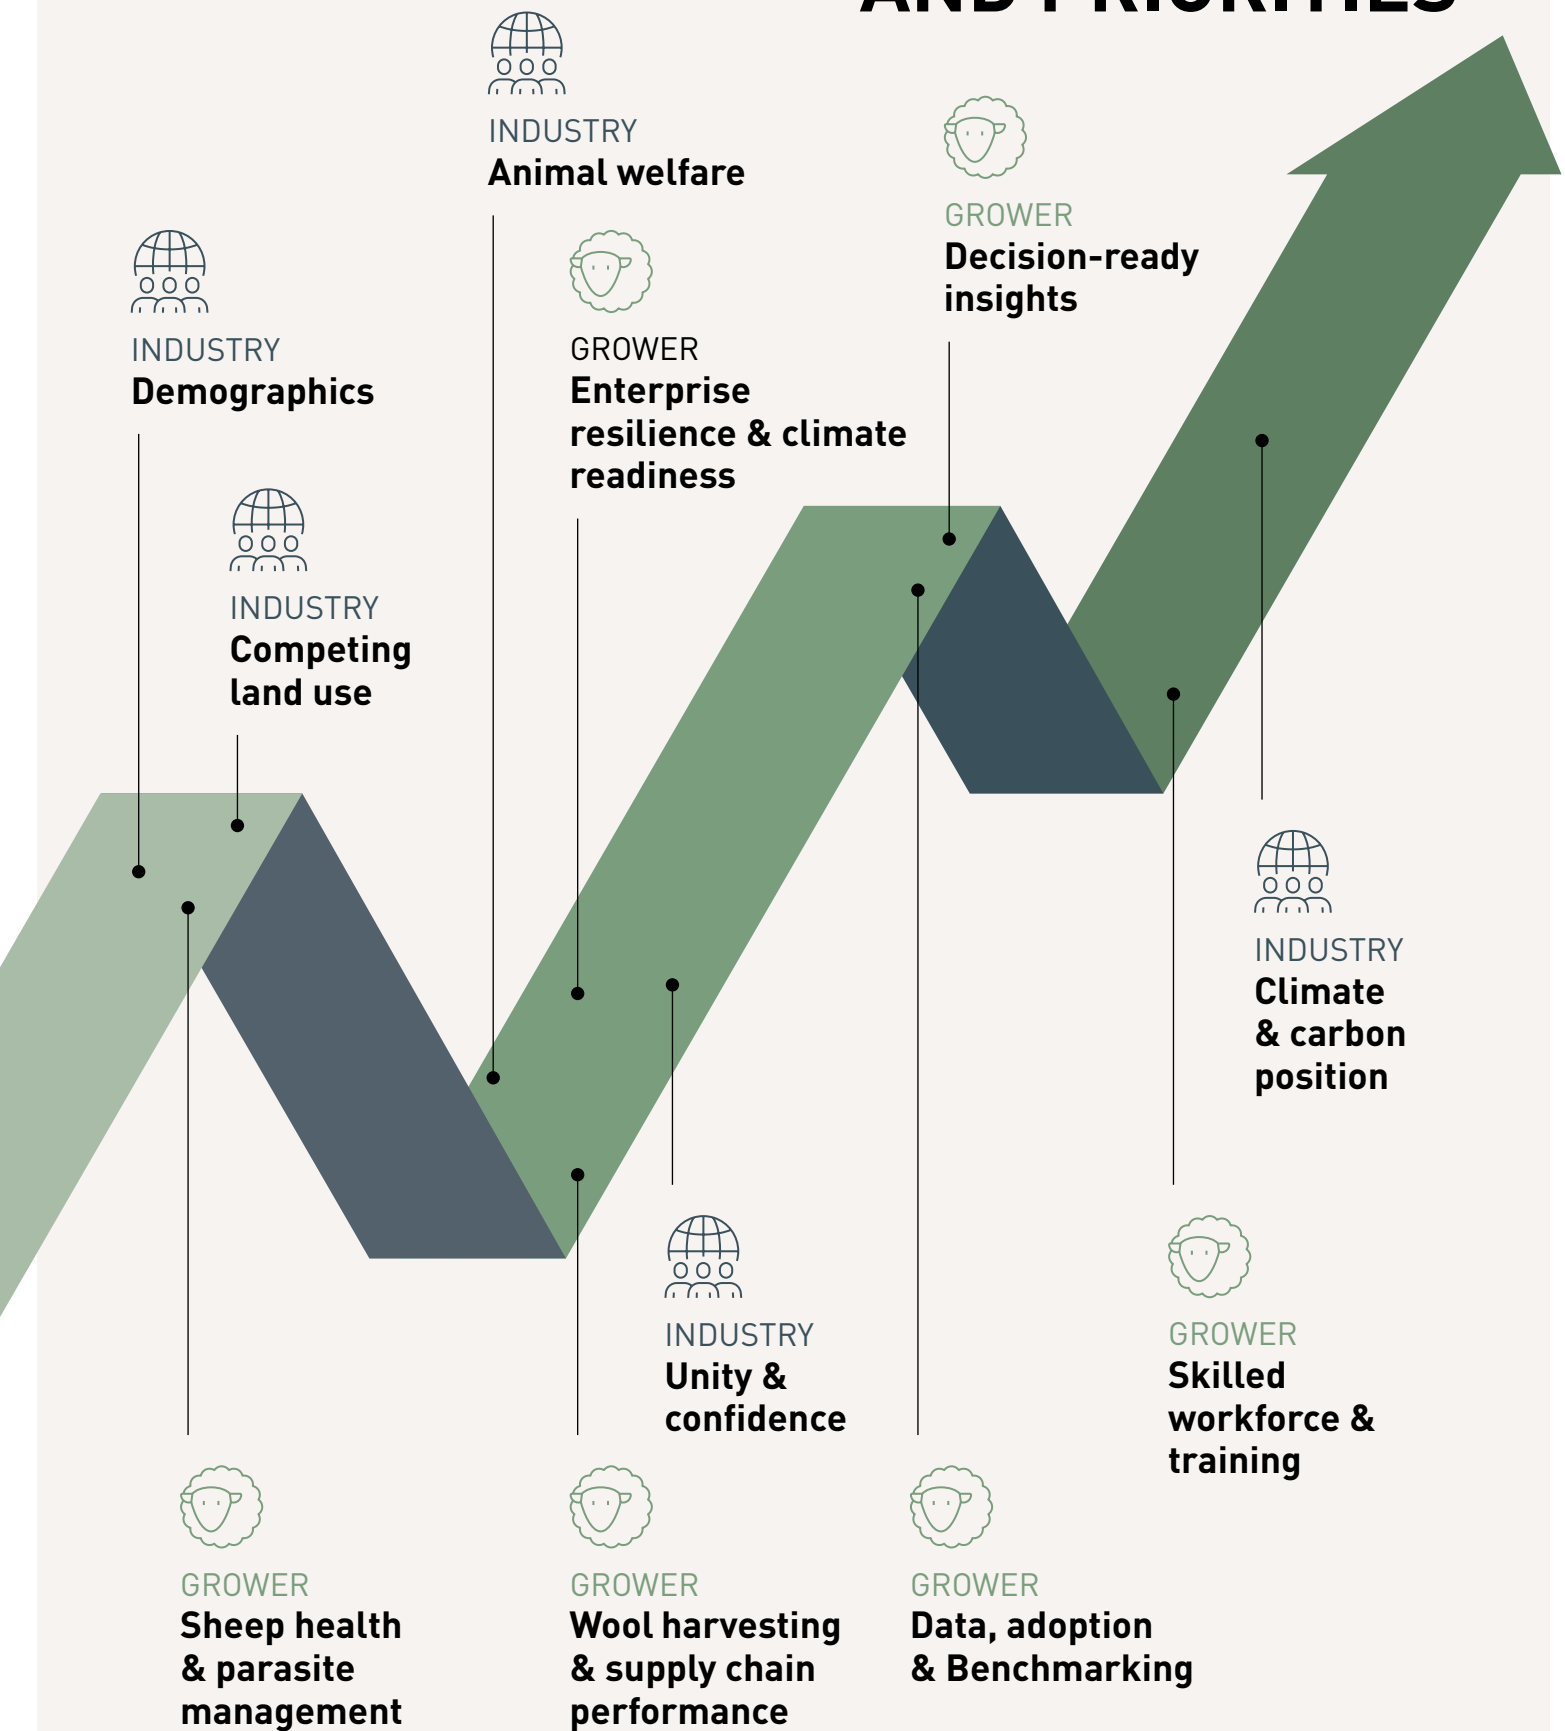 AND PRIORITIES
INDUSTRY
Animal welfare
GROWER
Decision-ready
insights
INDUSTRY
Demographics
GROWER
Enterprise
resilience & climate
readiness
INDUSTRY
Competing
land use
INDUSTRY
Climate
& carbon
position
INDUSTRY
Unity &
confidence
GROWER
Skilled
workforce &
training
GROWER
Sheep health
& parasite
management
GROWER
Wool harvesting
& supply chain
performance
GROWER
Data, adoption
& Benchmarking